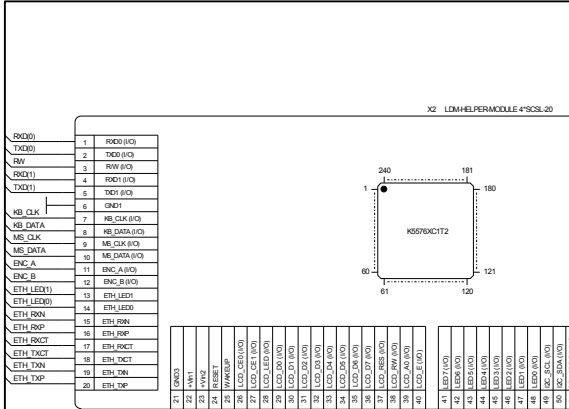 X2 LDM-HELPER-MODULE 4*SCSL-20
RXD(0) 1 RXD0 (I/O)
TXD(0) 2 TXD0 (I/O)
RW 3 R/W (I/O)
RXD(1) 4 RXD1 (I/O)
TXD(1) 5 TXD1 (I/O)
6 GND1
KB_CLK 7 KB_CLK (I/O)
KB_DATA 8 KB_DATA (I/O)
MS_CLK 9 MS_CLK (I/O)
MS_DATA 10 MS_DATA (I/O)
ENC_A 11 ENC_A (I/O)
ENC_B 12 ENC_B (I/O)
ETH_LED(1) 13 ETH_LED1
ETH_LED(0) 14 ETH_LED0
ETH_RXN 15 ETH_RXN
ETH_RXP 16 ETH_RXP
ETH_RXCT 17 ETH_RXCT
ETH_TXCT 18 ETH_TXCT
ETH_TXN 19 ETH_TXN
ETH_TXP 20 ETH_TXP
240 181
1 180
K5576XC1T2
60 121
61 120
21 GND3
22 +Vin1
23 +Vin2
24 RESET
25 WAKEUP
26 LCD_CE0 (I/O)
27 LCD_CE1 (I/O)
28 LCD_LED (I/O)
29 LCD_D0 (I/O)
30 LCD_D1 (I/O)
31 LCD_D2 (I/O)
32 LCD_D3 (I/O)
33 LCD_D4 (I/O)
34 LCD_D5 (I/O)
35 LCD_D6 (I/O)
36 LCD_D7 (I/O)
37 LCD_RES (I/O)
38 LCD_RW (I/O)
39 LCD_A0 (I/O)
40 LCD_E (I/O)
41 LED7 (I/O)
42 LED6 (I/O)
43 LED5 (I/O)
44 LED4 (I/O)
45 LED3 (I/O)
46 LED2 (I/O)
47 LED1 (I/O)
48 LED0 (I/O)
49 I2C_SCL (I/O)
50 I2C_SDA (I/O)